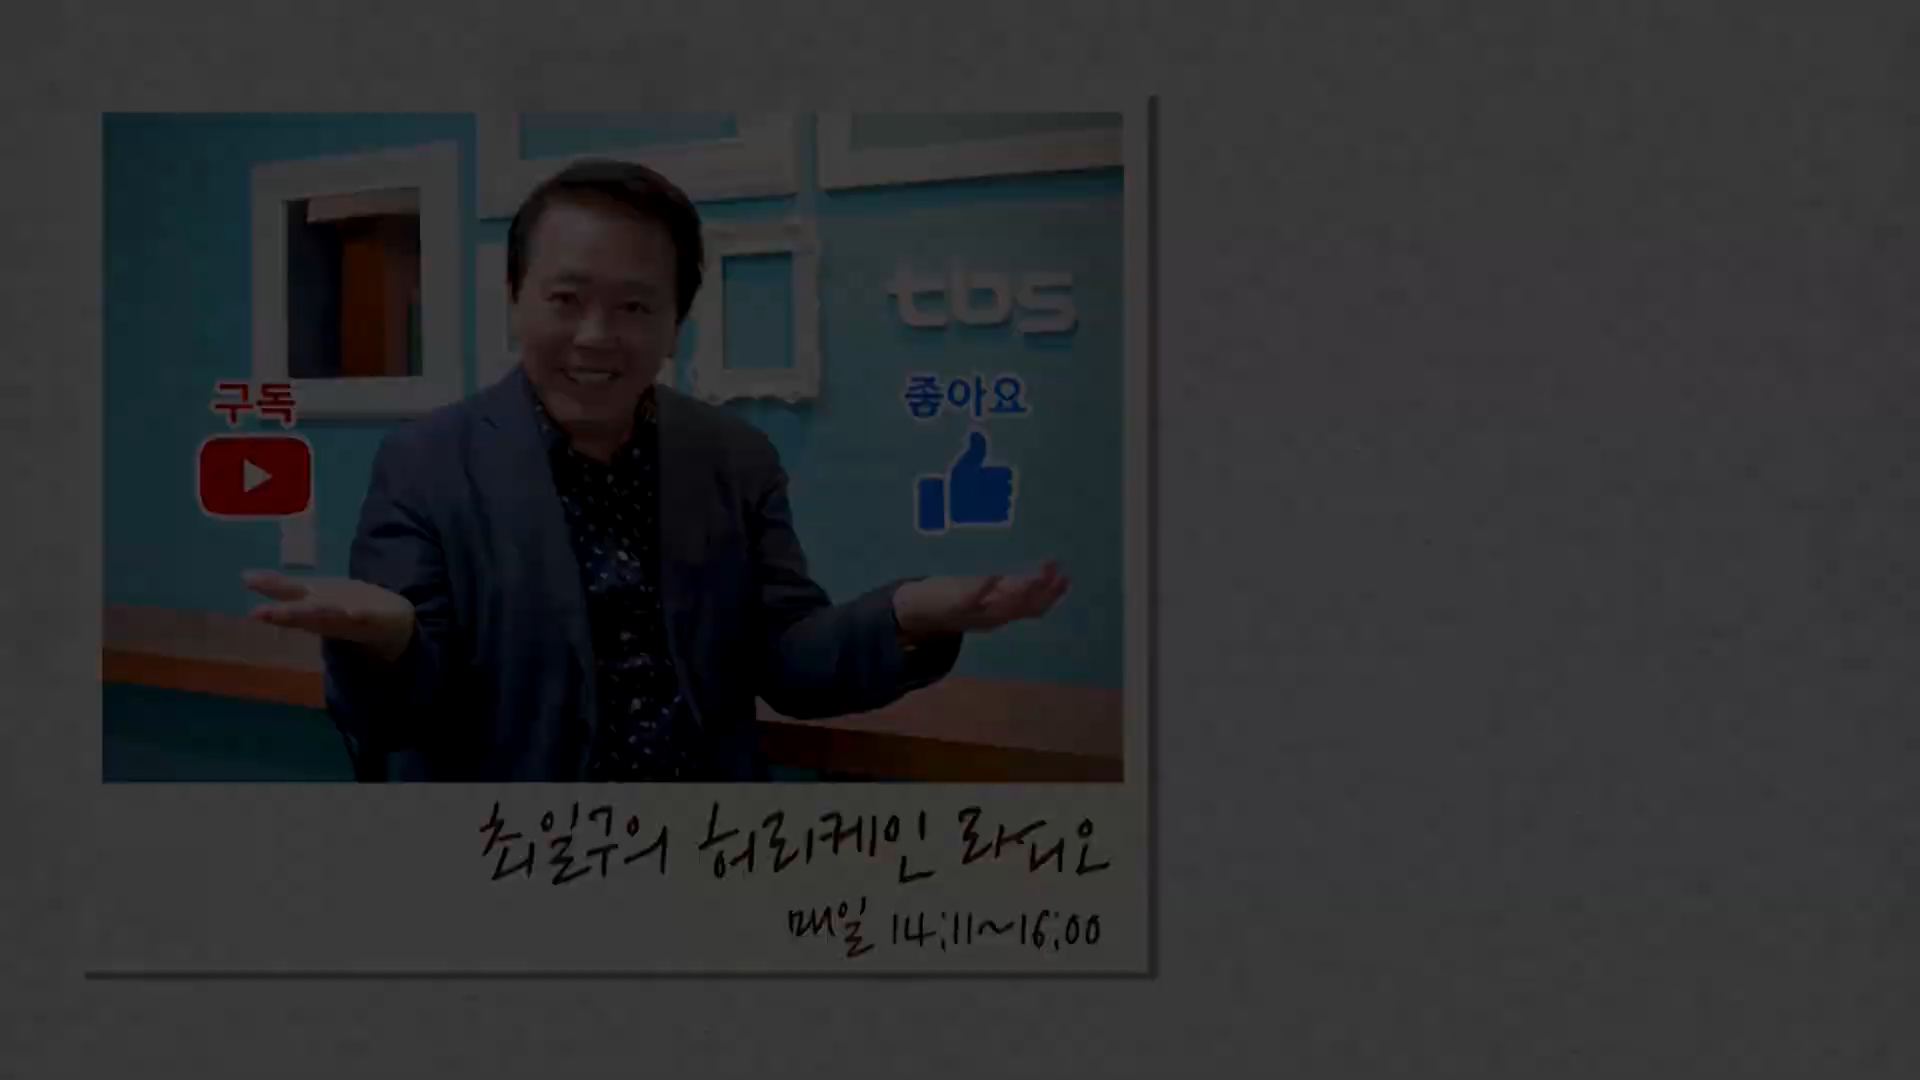 tbs
구독
좋아요
최일구의 허리케인 라디오
매일 14:11~16:00